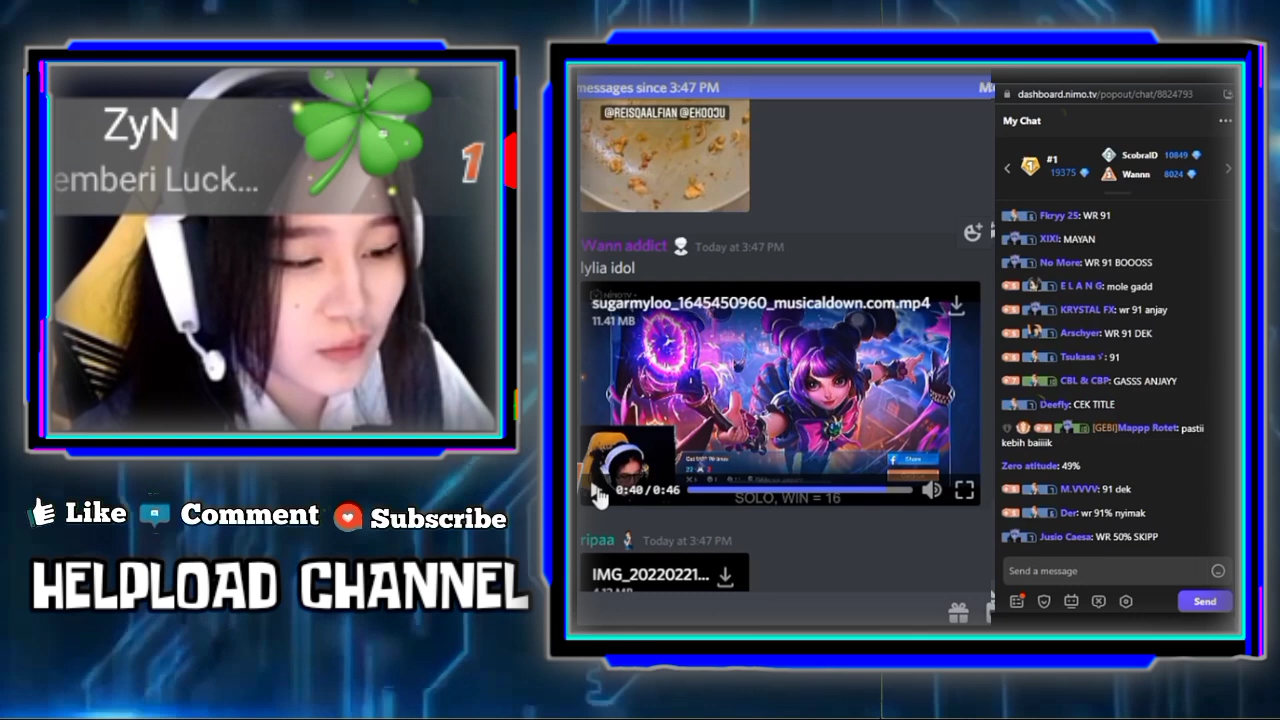 ZyN
emberi Luck...
1
Like
Comment
Subscribe
HELPLOAD CHANNEL
messages since 3:47 PM
M
@REISQAALFIAN @EKOOJU
Wann addict
Today at 3:47 PM
lylia idol
sugarmyloo_1645450960_musicaldown.com.mp4
11.41 MB
Share
0:40/0:46
SOLO, WIN = 16
ripaa
Today at 3:47 PM
IMG_20220221...
dashboard.nimo.tv/popout/chat/8824793
My Chat
#1
19375
ScobralD 10849
Wannn 8024
Fkryy 25: WR 91
XIXI: MAYAN
No More: WR 91 BOOOSS
E L A N G: mole gadd
KRYSTAL FX: wr 91 anjay
Arschyer: WR 91 DEK
Tsukasa: 91
CBL & CBP: GASSS ANJAYY
Deefly: CEK TITLE
[GEBI]Mappp Rotet: pastii
kebih baiiiik
Zero atitude: 49%
M.VVVV: 91 dek
Der: wr 91% nyimak
Jusio Caesa: WR 50% SKIPP
Send a message
Send